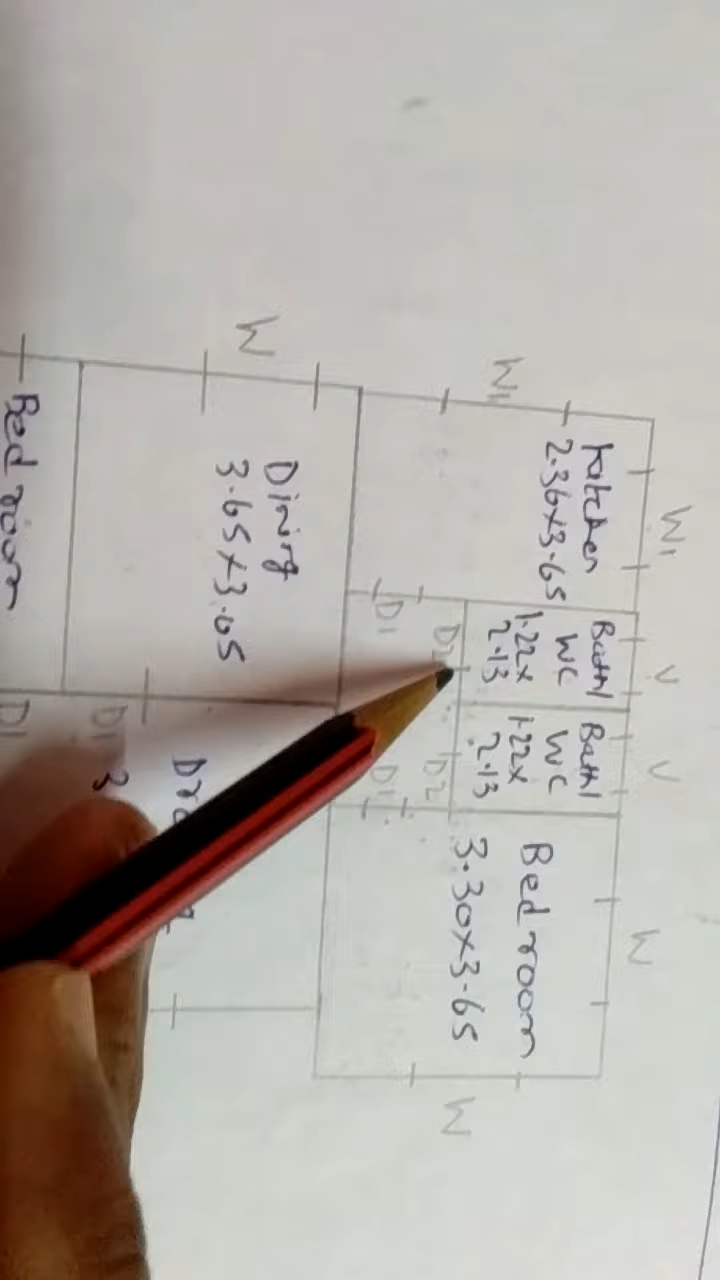 W1
V
V
W
Kitchen
2.36x3.65
Bath/
WC
1.22x
2.13
Bath/
WC
1.22x
2.13
Bed room
3.30x3.65
W1
D2
D2
W
D1
D1
W
Dining
3.65x3.05
D1
3
Bed room
D1